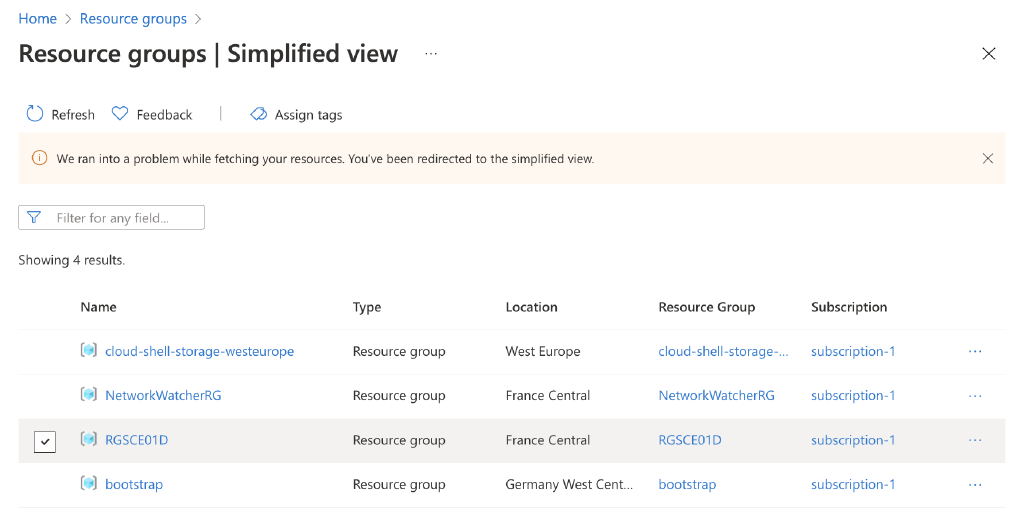 Home > Resource groups >
Resource groups | Simplified view ...
Refresh Feedback | Assign tags
We ran into a problem while fetching your resources. You've been redirected to the simplified view.
Filter for any field...
Showing 4 results.
Name Type Location Resource Group Subscription
cloud-shell-storage-westeurope Resource group West Europe cloud-shell-storage-... subscription-1 ...
NetworkWatcherRG Resource group France Central NetworkWatcherRG subscription-1 ...
RGSCE01D Resource group France Central RGSCE01D subscription-1 ...
bootstrap Resource group Germany West Cent... bootstrap subscription-1 ...